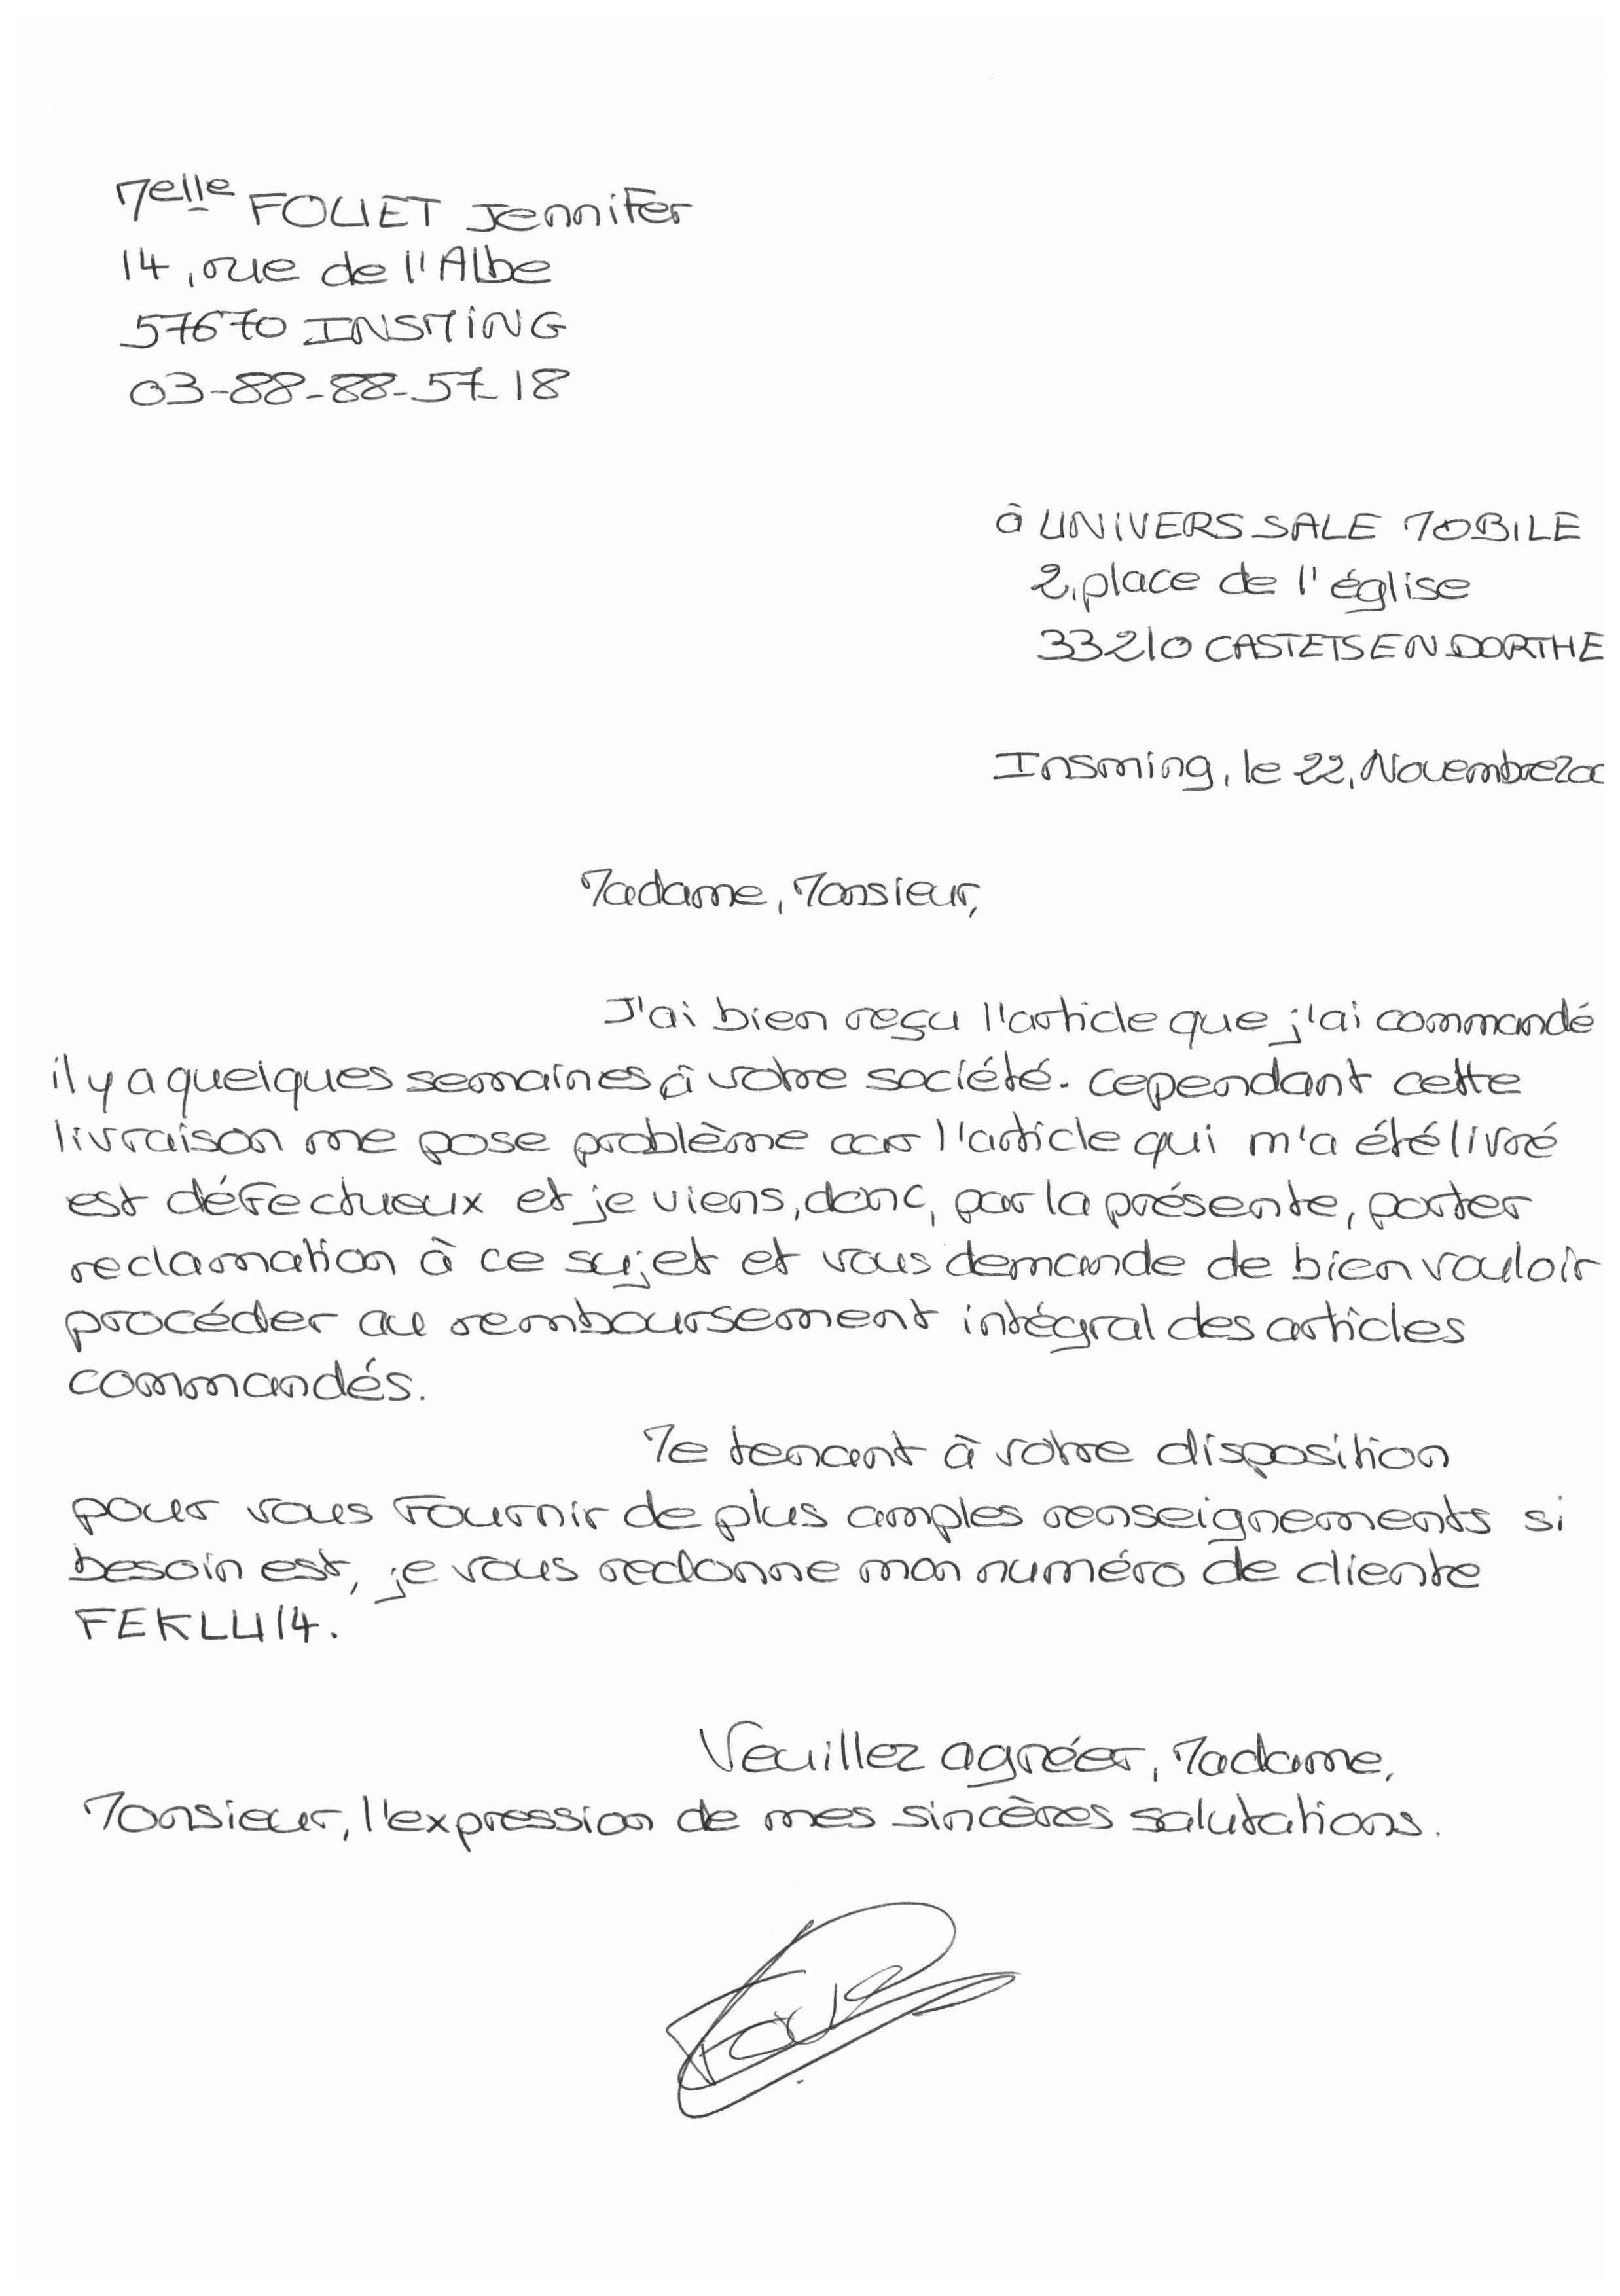 Melle FOUET Jennifer
14, rue de l'Albe
57670 INSMiNG
03-88-88-57-18
à UNiVERS SALE MOBILE
2, place de l'église
33210 CASTETS EN DORTHE
Insming, le 22, Novembre 200
Madame, Monsieur,
J'ai bien reçu l'article que j'ai commandé
il y a quelques semaines à votre société. Cependant cette
livraison me pose problème car l'article qui m'a été livré
est défectueux et je viens, donc, par la présente, porter
reclamation à ce sujet et vous demande de bien vouloir
procéder au remboursement intégral des articles
commandés.
Me tenant à votre disposition
pour vous fournir de plus amples renseignements si
besoin est, je vous redonne mon numéro de cliente
FEKLU14.
Veuillez agréer, Madame,
Monsieur, l'expression de mes sincères salutations.